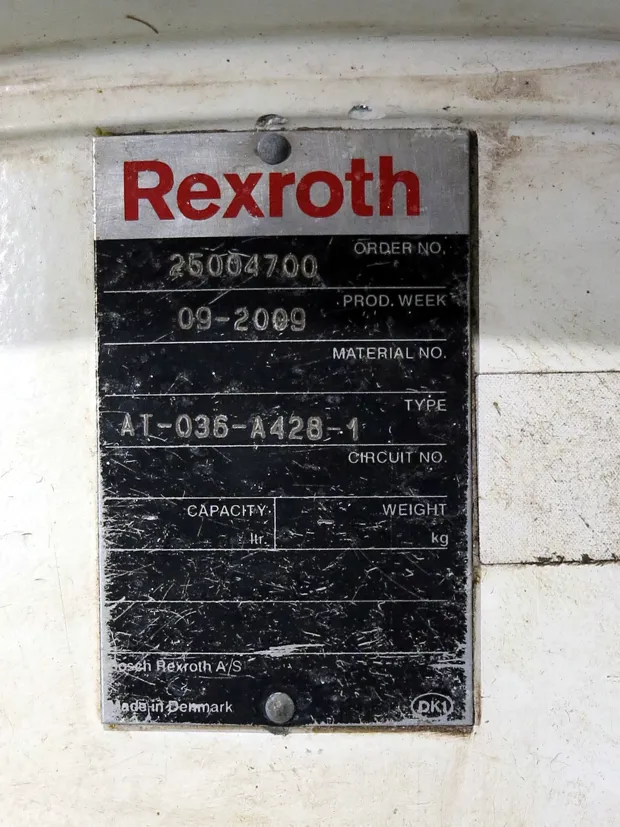 Rexroth
ORDER NO.
25004700
PROD. WEEK
09-2009
MATERIAL NO.
TYPE
AT-036-A428-1
CIRCUIT NO.
CAPACITY WEIGHT
ltr. kg
Bosch Rexroth A/S
Made in Denmark DK1